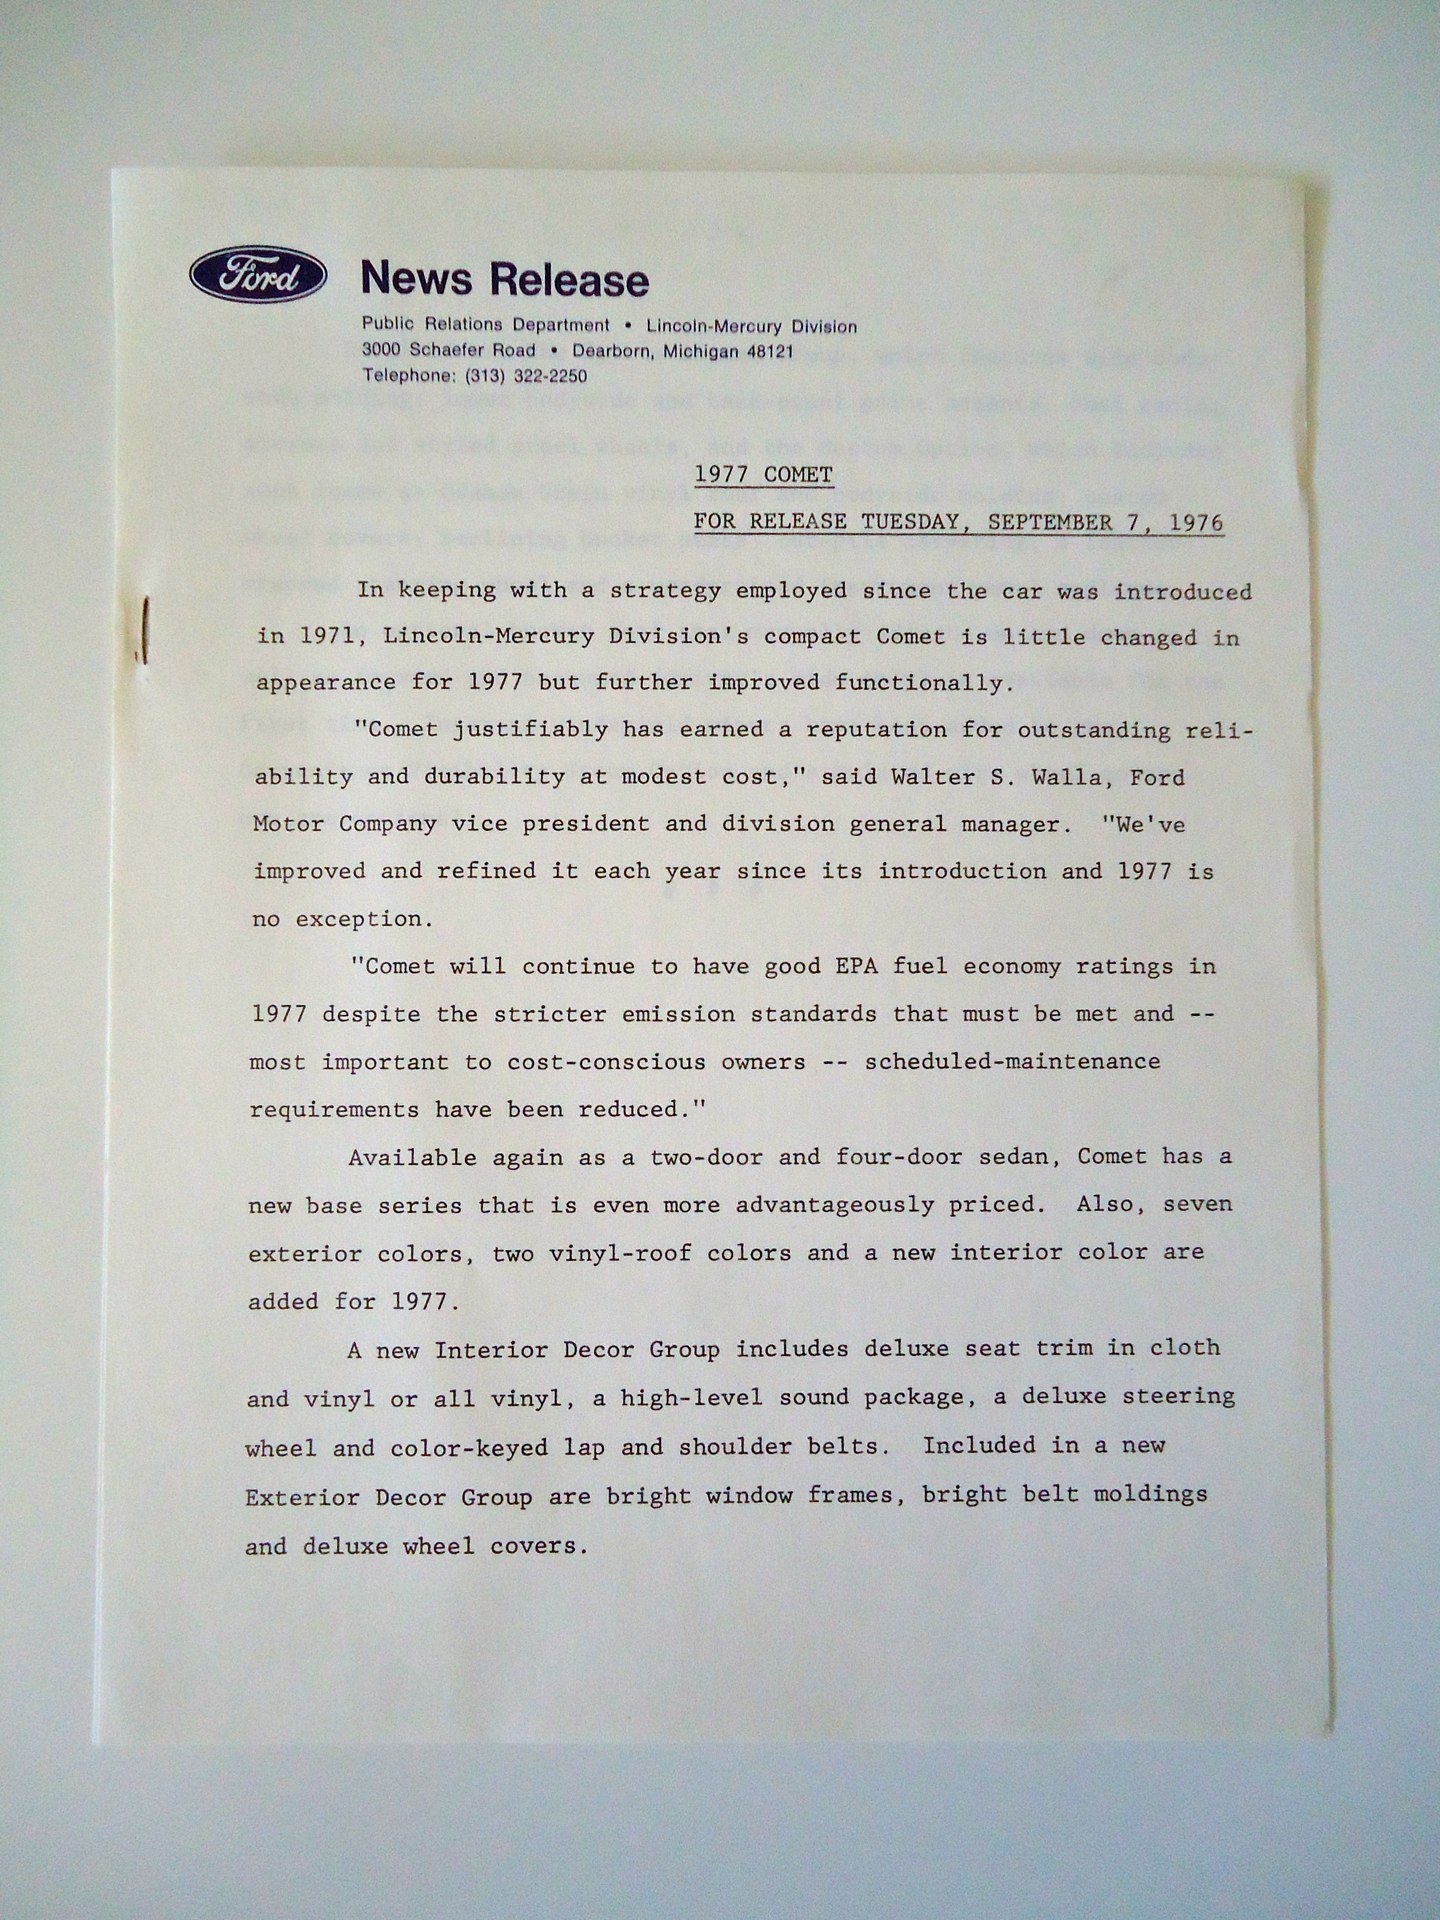 Ford
News Release
Public Relations Department • Lincoln-Mercury Division
3000 Schaefer Road • Dearborn, Michigan 48121
Telephone: (313) 322-2250
1977 COMET
FOR RELEASE TUESDAY, SEPTEMBER 7, 1976
In keeping with a strategy employed since the car was introduced
in 1971, Lincoln-Mercury Division's compact Comet is little changed in
appearance for 1977 but further improved functionally.
"Comet justifiably has earned a reputation for outstanding reli-
ability and durability at modest cost," said Walter S. Walla, Ford
Motor Company vice president and division general manager. "We've
improved and refined it each year since its introduction and 1977 is
no exception.
"Comet will continue to have good EPA fuel economy ratings in
1977 despite the stricter emission standards that must be met and --
most important to cost-conscious owners -- scheduled-maintenance
requirements have been reduced."
Available again as a two-door and four-door sedan, Comet has a
new base series that is even more advantageously priced. Also, seven
exterior colors, two vinyl-roof colors and a new interior color are
added for 1977.
A new Interior Decor Group includes deluxe seat trim in cloth
and vinyl or all vinyl, a high-level sound package, a deluxe steering
wheel and color-keyed lap and shoulder belts. Included in a new
Exterior Decor Group are bright window frames, bright belt moldings
and deluxe wheel covers.